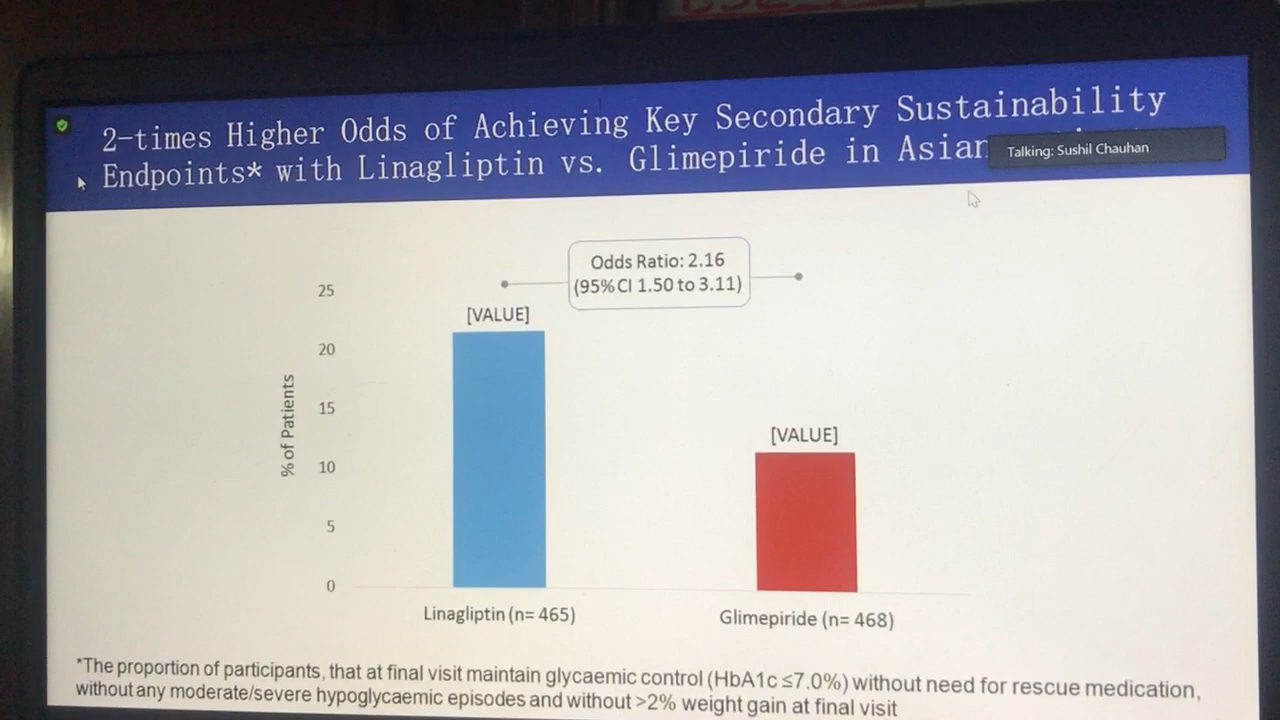 2-times Higher Odds of Achieving Key Secondary Sustainability
Endpoints* with Linagliptin vs. Glimepiride in Asian
Talking: Sushil Chauhan
Odds Ratio: 2.16
(95% CI 1.50 to 3.11)
25
[VALUE]
20
15
[VALUE]
10
5
0
% of Patients
Linagliptin (n= 465)
Glimepiride (n= 468)
*The proportion of participants, that at final visit maintain glycaemic control (HbA1c ≤7.0%) without need for rescue medication,
without any moderate/severe hypoglycaemic episodes and without >2% weight gain at final visit